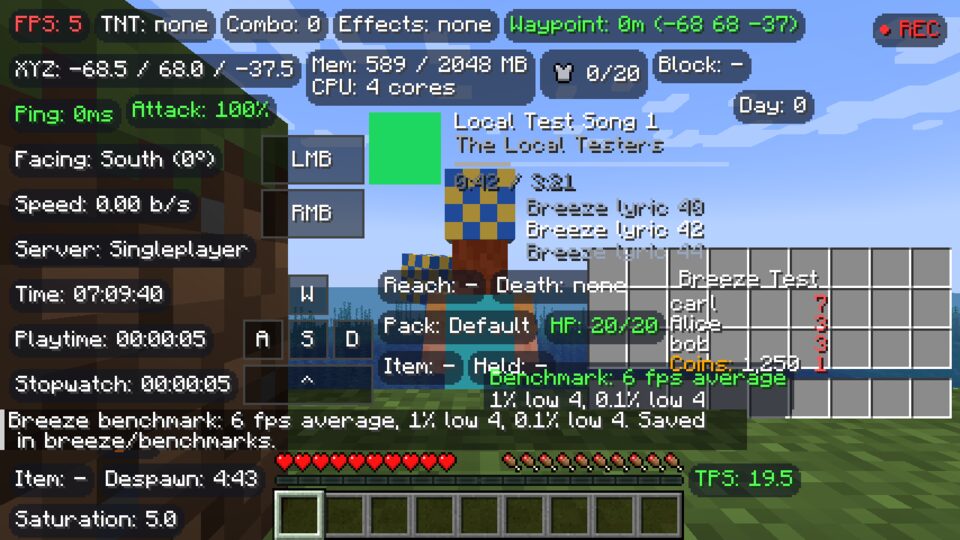 FPS: 5 TNT: none Combo: 0 Effects: none Waypoint: 0m (-68 68 -37) REC
XYZ: -68.5 / 68.0 / -37.5 Mem: 589 / 2048 MB 0/20 Block: -
CPU: 4 cores
Day: 0
Ping: 0ms Attack: 100%
Local Test Song 1
The Local Testers
Facing: South (0°) LMB
0:42 / 3:21
Speed: 0.00 b/s RMB
Breeze lyric 40
Breeze lyric 42
Breeze lyric 44
Server: Singleplayer
Breeze Test
Time: 07:09:40 W Reach: - Death: none
carl 7
Alice 3
bob 3
Coins: 1,250 1
Playtime: 00:00:05 A S D Pack: Default HP: 20/20
Item: - Held: -
Stopwatch: 00:00:05 ^
Benchmark: 6 fps average
1% low 4, 0.1% low 4
Breeze benchmark: 6 fps average, 1% low 4, 0.1% low 4. Saved
in breeze/benchmarks.
Item: - Despawn: 4:43 TPS: 19.5
Saturation: 5.0